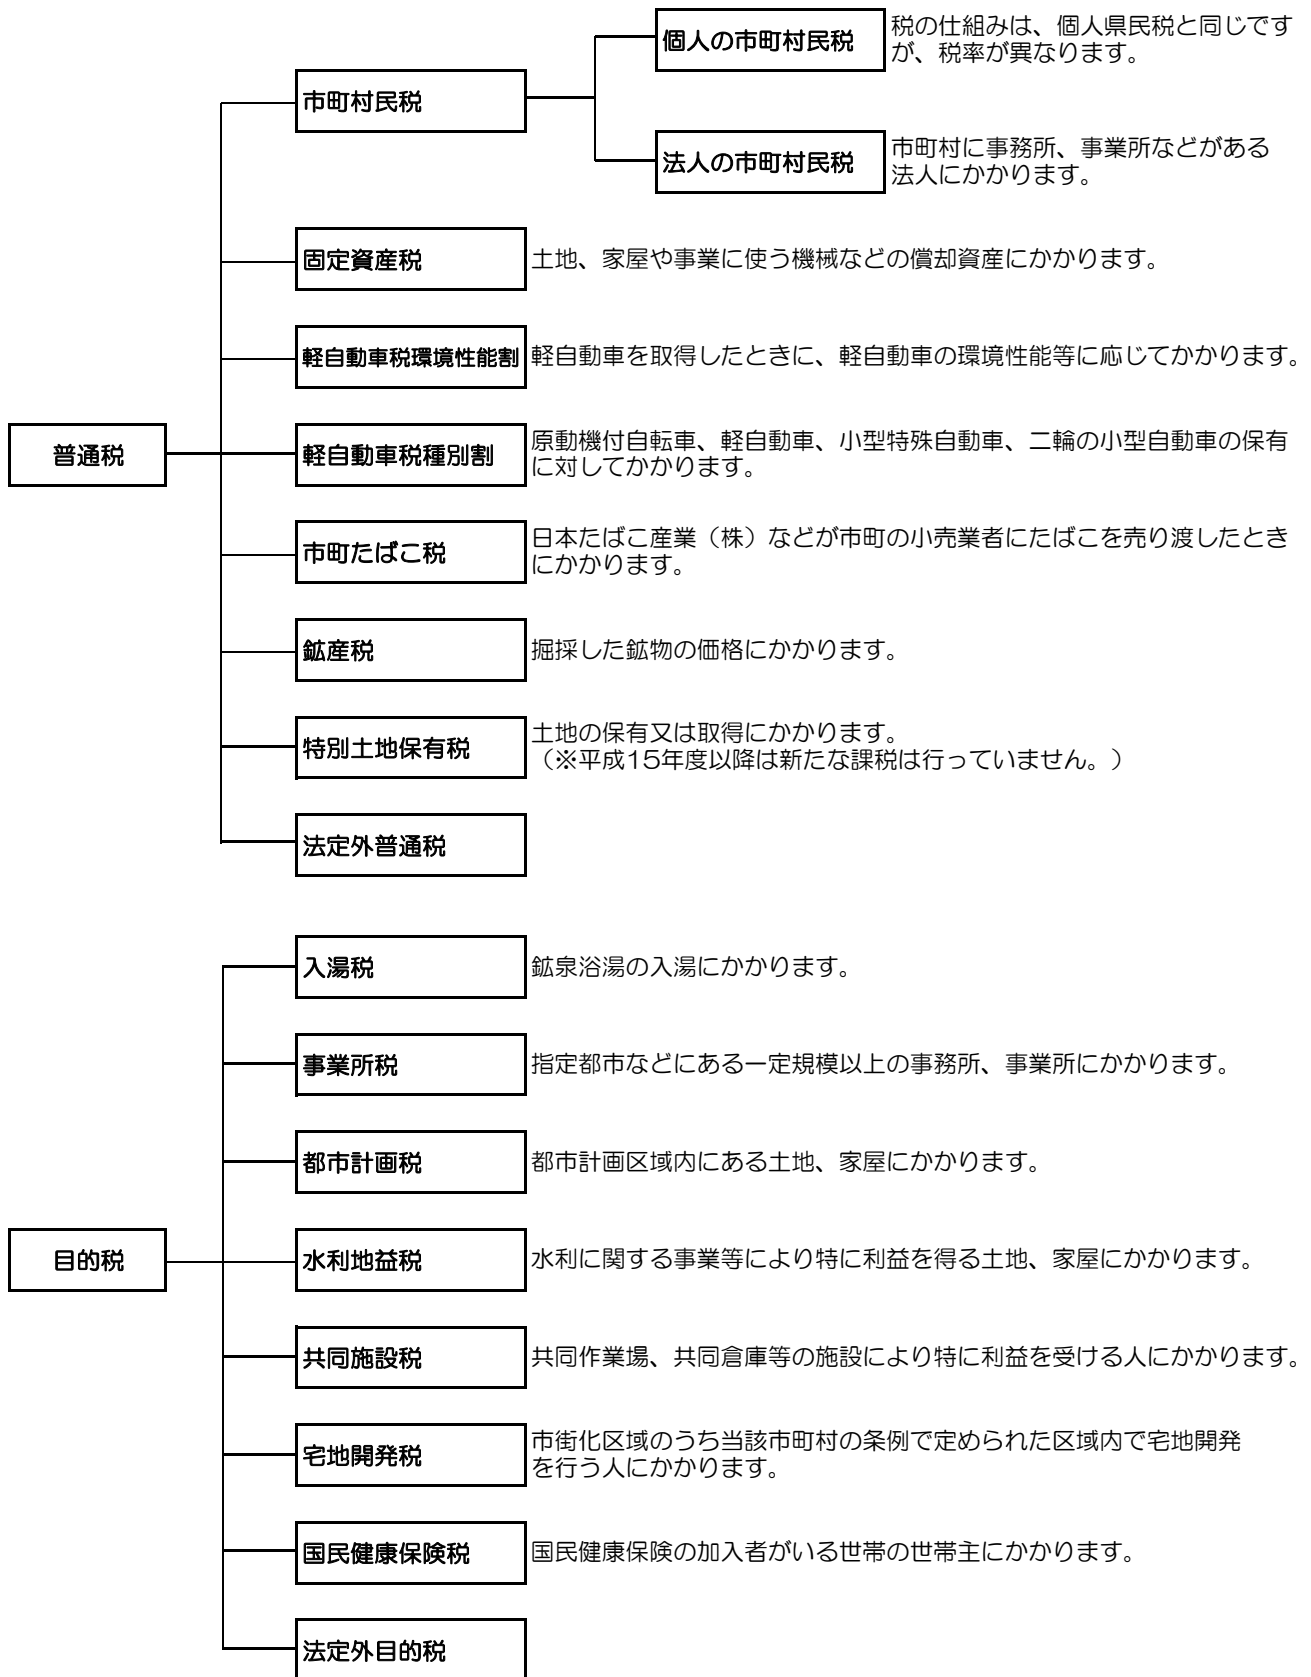 個人の市町村民税
税の仕組みは、個人県民税と同じです
が、税率が異なります。
市町村民税
法人の市町村民税
市町村に事務所、事業所などがある
法人にかかります。
固定資産税
土地、家屋や事業に使う機械などの償却資産にかかります。
軽自動車税環境性能割
軽自動車を取得したときに、軽自動車の環境性能等に応じてかかります。
普通税
軽自動車税種別割
原動機付自転車、軽自動車、小型特殊自動車、二輪の小型自動車の保有
に対してかかります。
市町たばこ税
日本たばこ産業（株）などが市町の小売業者にたばこを売り渡したとき
にかかります。
鉱産税
掘採した鉱物の価格にかかります。
特別土地保有税
土地の保有又は取得にかかります。
（※平成15年度以降は新たな課税は行っていません。）
法定外普通税
入湯税
鉱泉浴湯の入湯にかかります。
事業所税
指定都市などにある一定規模以上の事務所、事業所にかかります。
都市計画税
都市計画区域内にある土地、家屋にかかります。
目的税
水利地益税
水利に関する事業等により特に利益を得る土地、家屋にかかります。
共同施設税
共同作業場、共同倉庫等の施設により特に利益を受ける人にかかります。
宅地開発税
市街化区域のうち当該市町村の条例で定められた区域内で宅地開発
を行う人にかかります。
国民健康保険税
国民健康保険の加入者がいる世帯の世帯主にかかります。
法定外目的税